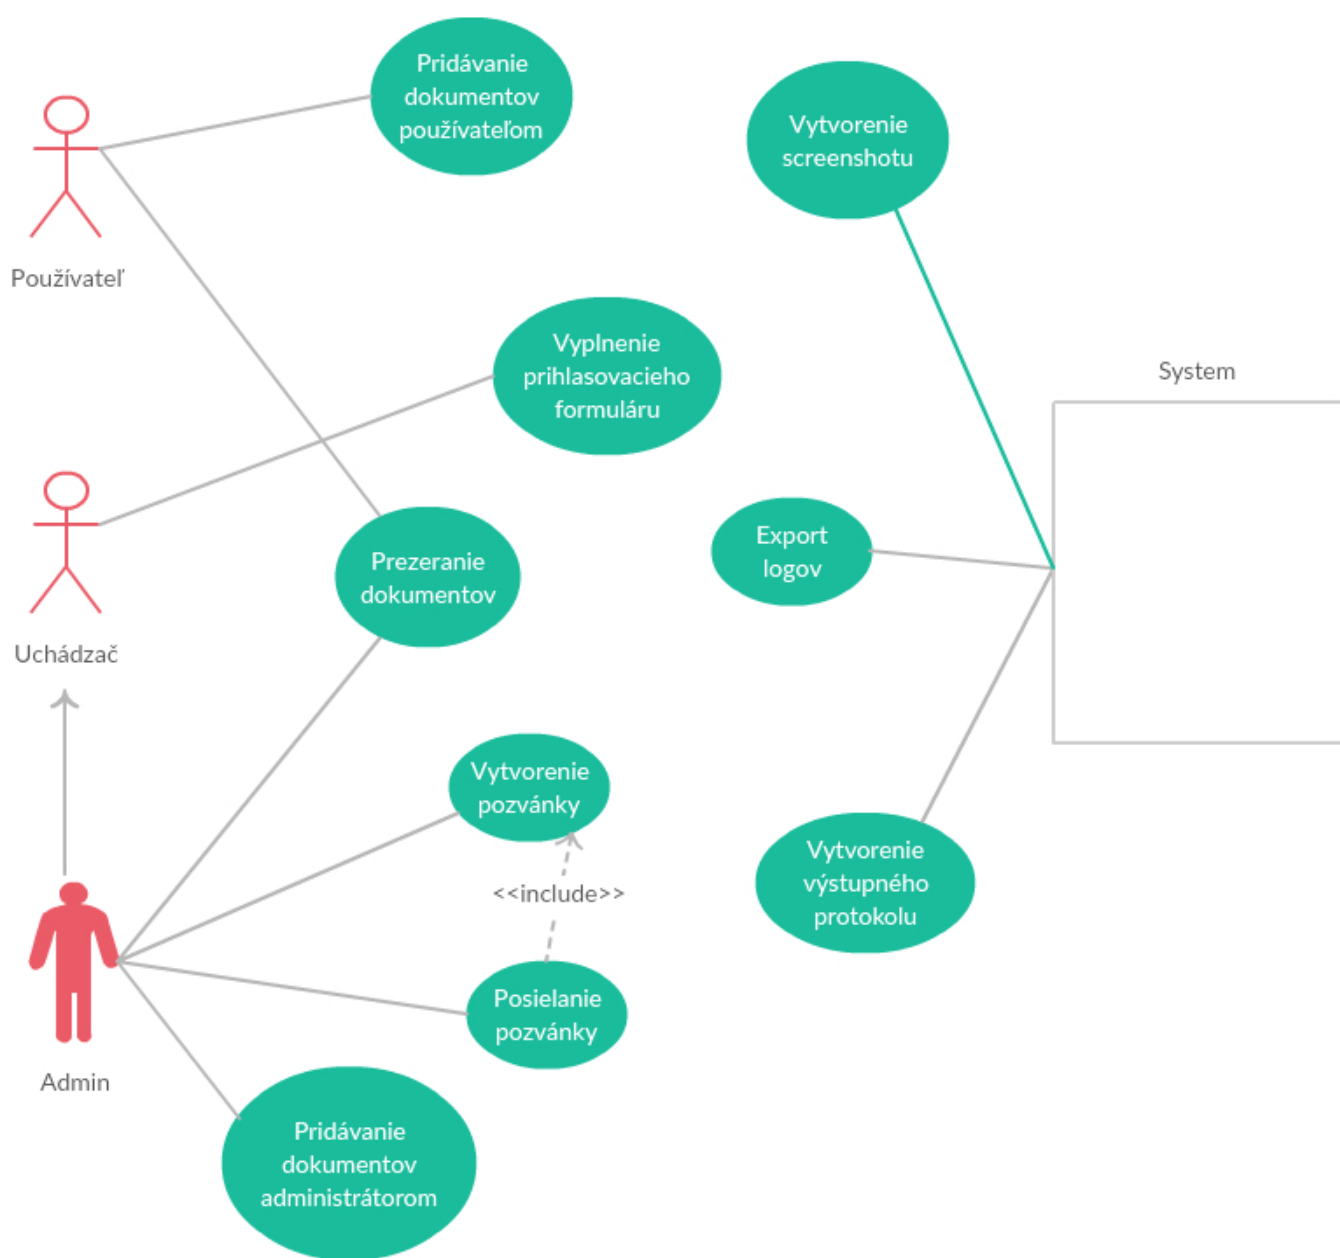 Pridávanie
dokumentov
používateľom
Vytvorenie
screenshotu
Používateľ
Vyplnenie
prihlasovacieho
formuláru
System
Export
logov
Prezeranie
dokumentov
Uchádzač
Vytvorenie
pozvánky
<<include>>
Vytvorenie
výstupného
protokolu
Posielanie
pozvánky
Admin
Pridávanie
dokumentov
administrátorom